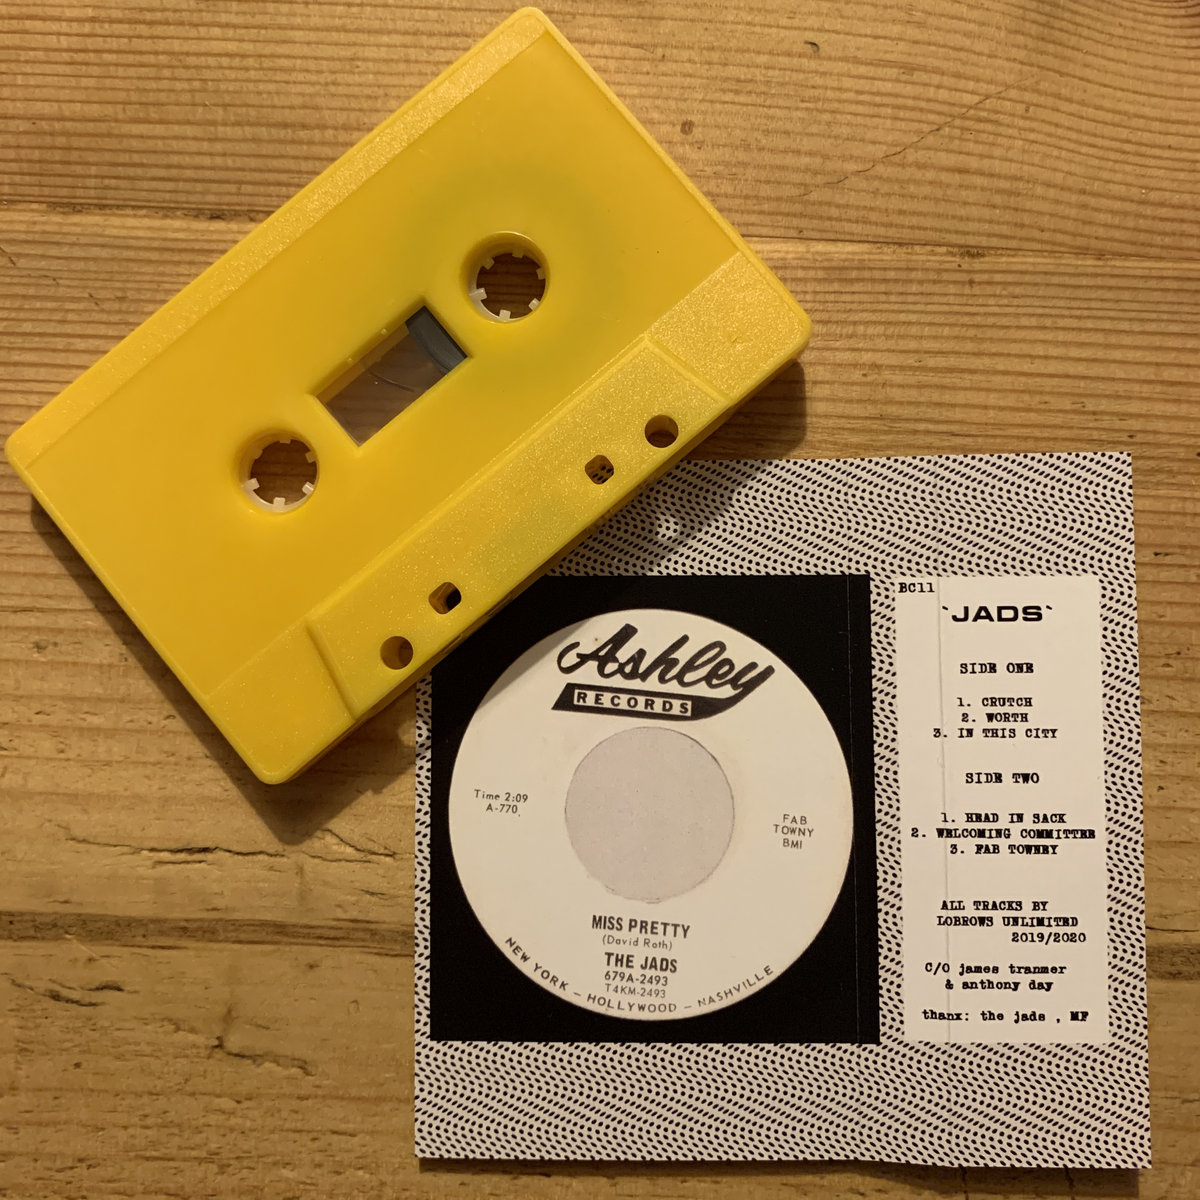 Ashley
RECORDS
Time 2:09
A-770
FAB
TOWNY
BMI
MISS PRETTY
(David Roth)
THE JADS
679A-2493
T4KM-2493
NEW YORK - HOLLYWOOD - NASHVILLE
BC11
`JADS`
SIDE ONE
1. CRUTCH
2. WORTH
3. IN THIS CITY
SIDE TWO
1. HEAD IN SACK
2. WELCOMING COMMITTEE
3. FAB TOWNEY
ALL TRACKS BY
LOBROWS UNLIMITED
2019/2020
C/O james tranmer
& anthony day
thanx: the jads , MF